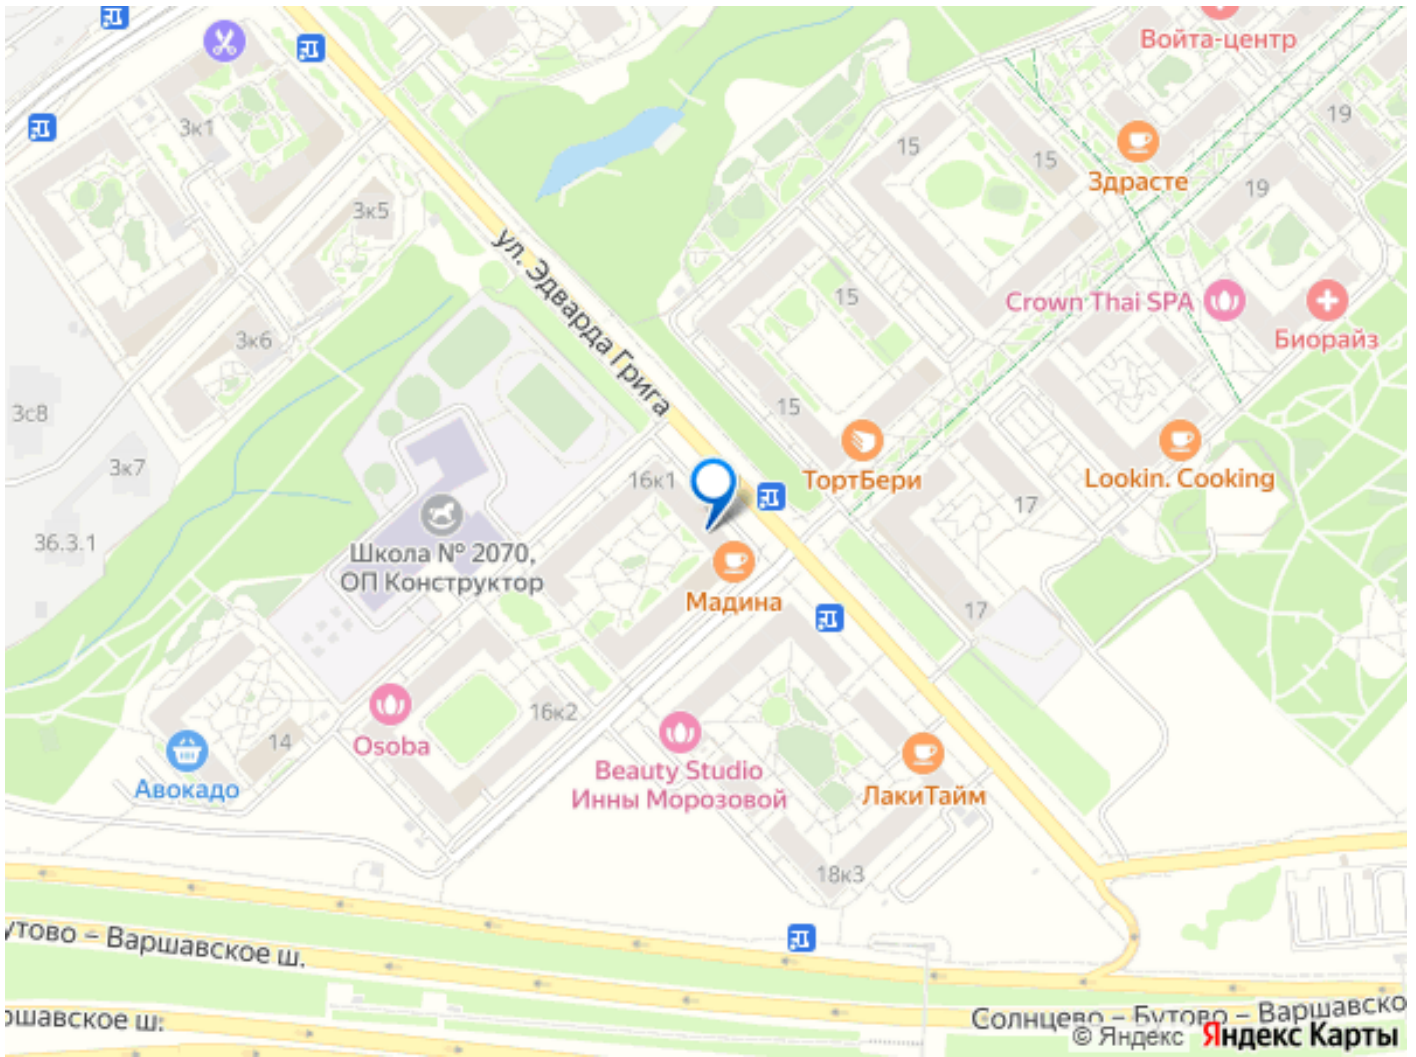 Войта-центр
3к1
19
15
15
Здрасте
19
3к5
ул. Эдварда Грига
15
Crown Thai SPA
Биорайз
3к6
3с8
15
3к7
16к1
ТортБери
Lookin. Cooking
17
36.3.1
Школа № 2070,
ОП Конструктор
Мадина
17
16к2
14
Osoba
Авокадо
Beauty Studio
Инны Морозовой
ЛакиТайм
18к3
утово – Варшавское ш.
ршавское ш.
Солнцево – Бутово – Варшавско
© Яндекс Яндекс Карты